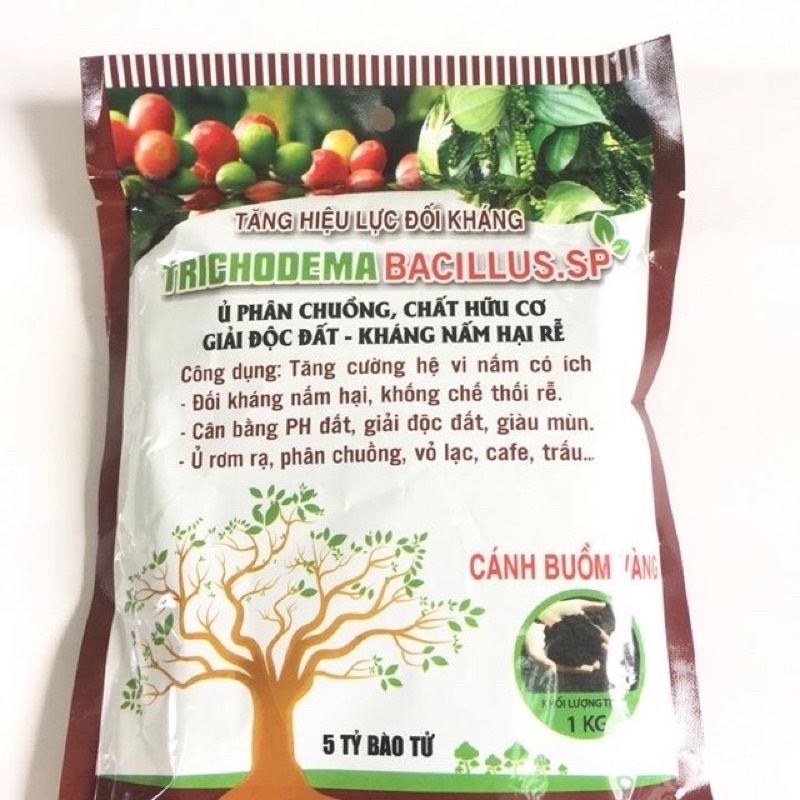 TĂNG HIỆU LỰC ĐỐI KHÁNG
TRICHODEMA BACILLUS.SP
Ủ PHÂN CHUỒNG, CHẤT HỮU CƠ
GIẢI ĐỘC ĐẤT - KHÁNG NẤM HẠI RỄ
Công dụng: Tăng cường hệ vi nấm có ích
- Đối kháng nấm hại, khống chế thối rễ.
- Cân bằng PH đất, giải độc đất, giàu mùn.
- Ủ rơm rạ, phân chuồng, vỏ lạc, cafe, trấu...
CÁNH BUỒM VÀNG
KHỐI LƯỢNG
1 KG
5 TỶ BÀO TỬ